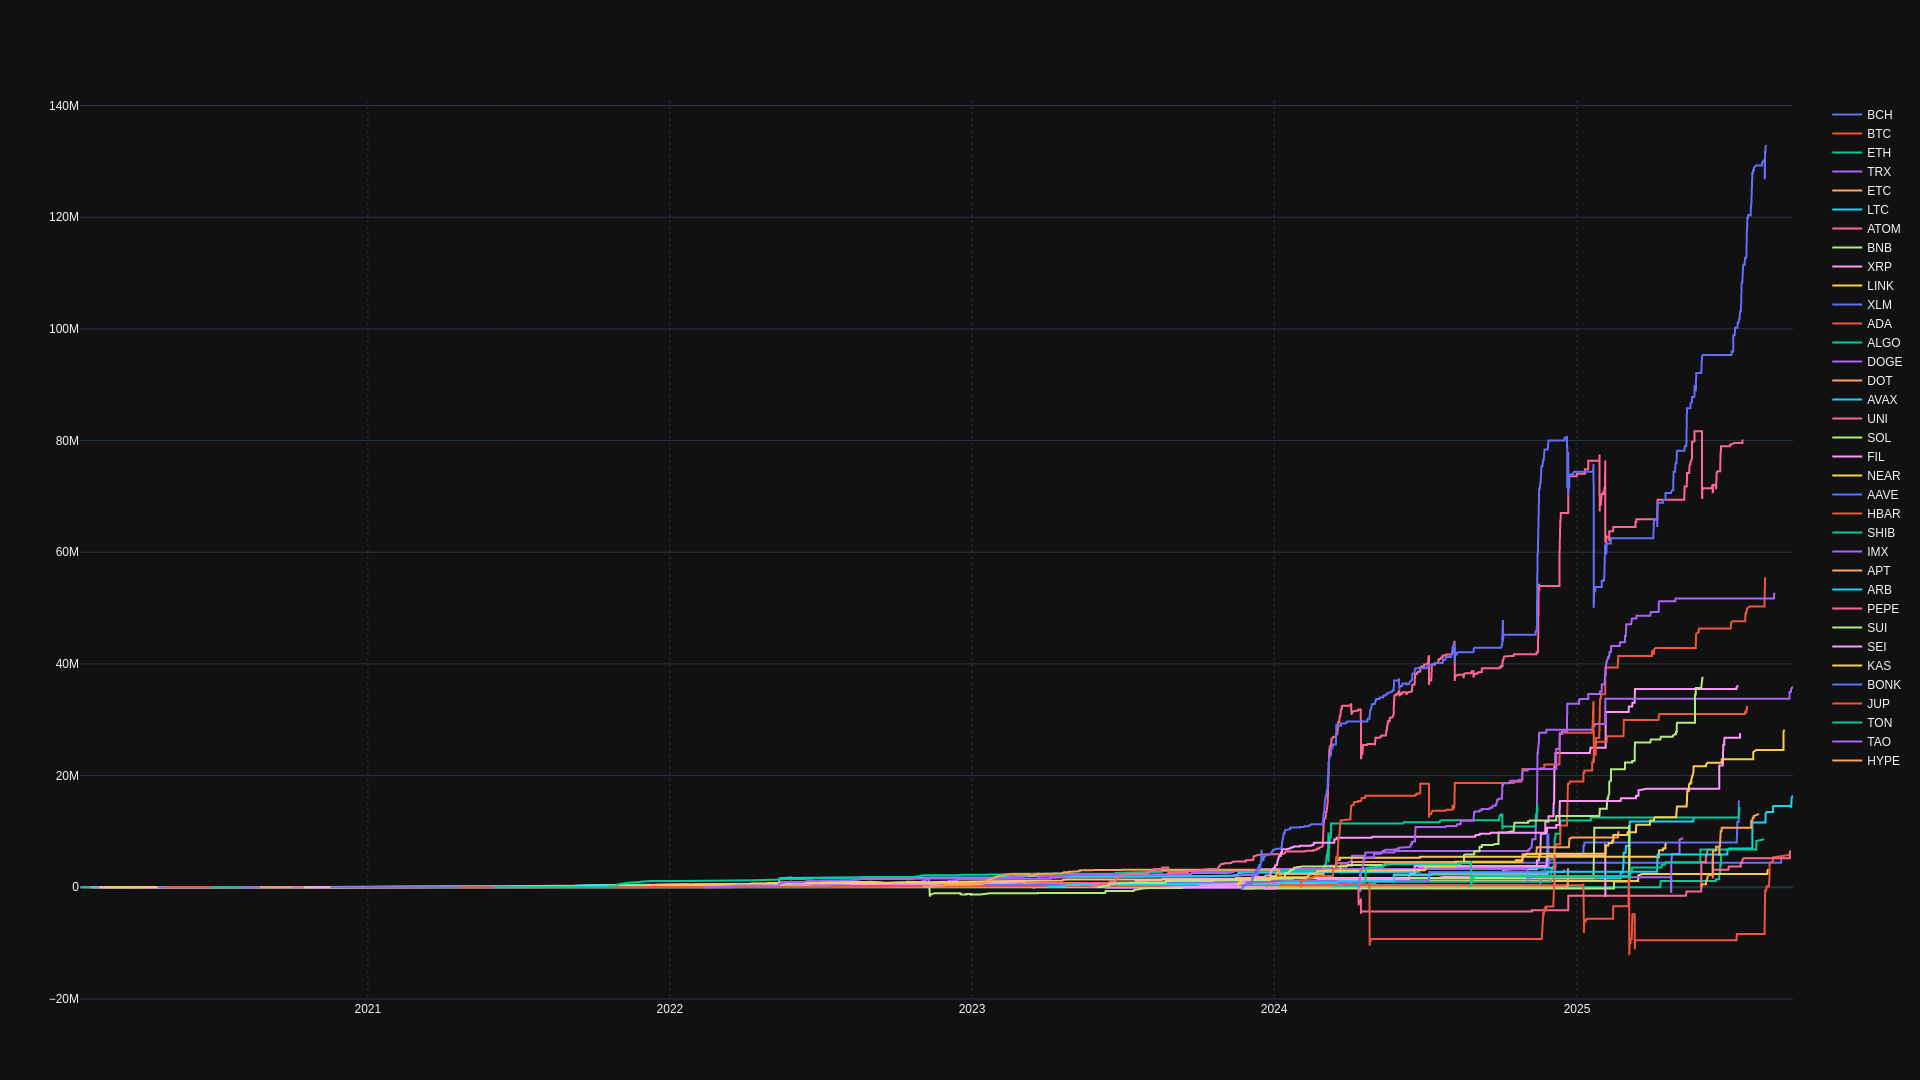 140M
120M
100M
80M
60M
40M
20M
0
−20M
2021
2022
2023
2024
2025
BCH
BTC
ETH
TRX
ETC
LTC
ATOM
BNB
XRP
LINK
XLM
ADA
ALGO
DOGE
DOT
AVAX
UNI
SOL
FIL
NEAR
AAVE
HBAR
SHIB
IMX
APT
ARB
PEPE
SUI
SEI
KAS
BONK
JUP
TON
TAO
HYPE